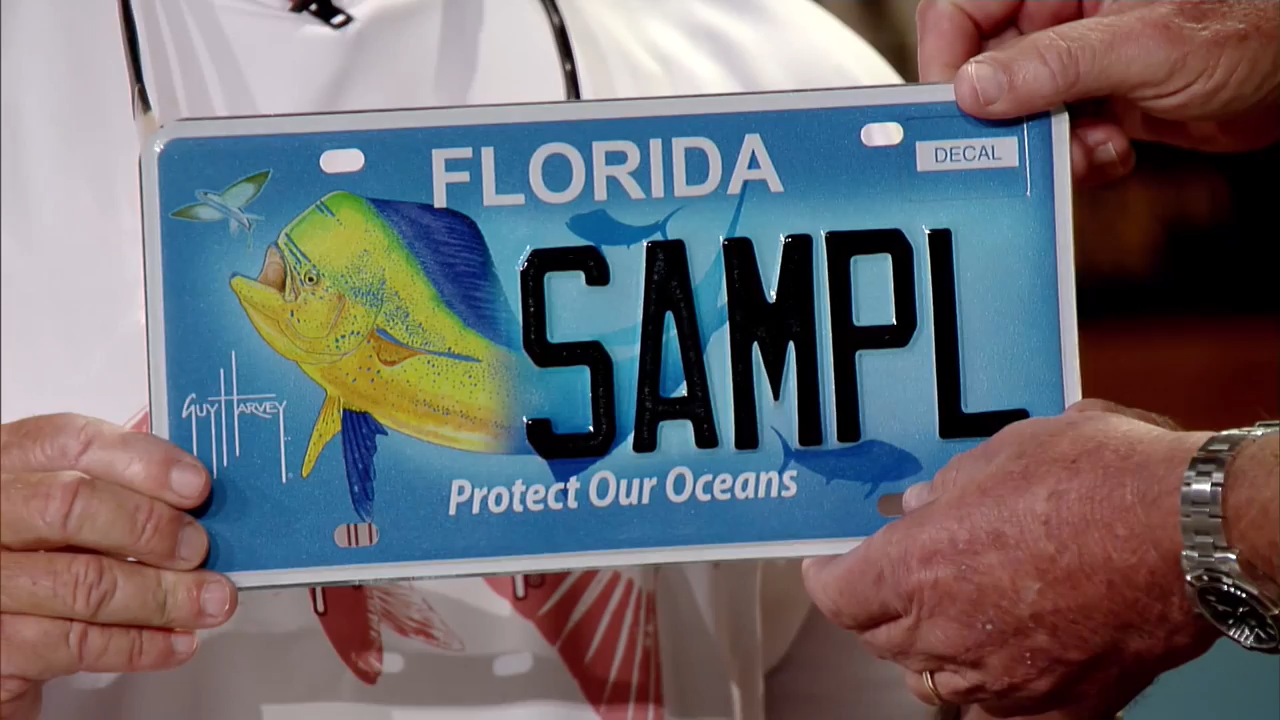 FLORIDA
DECAL
SAMPL
GUY HARVEY
Protect Our Oceans